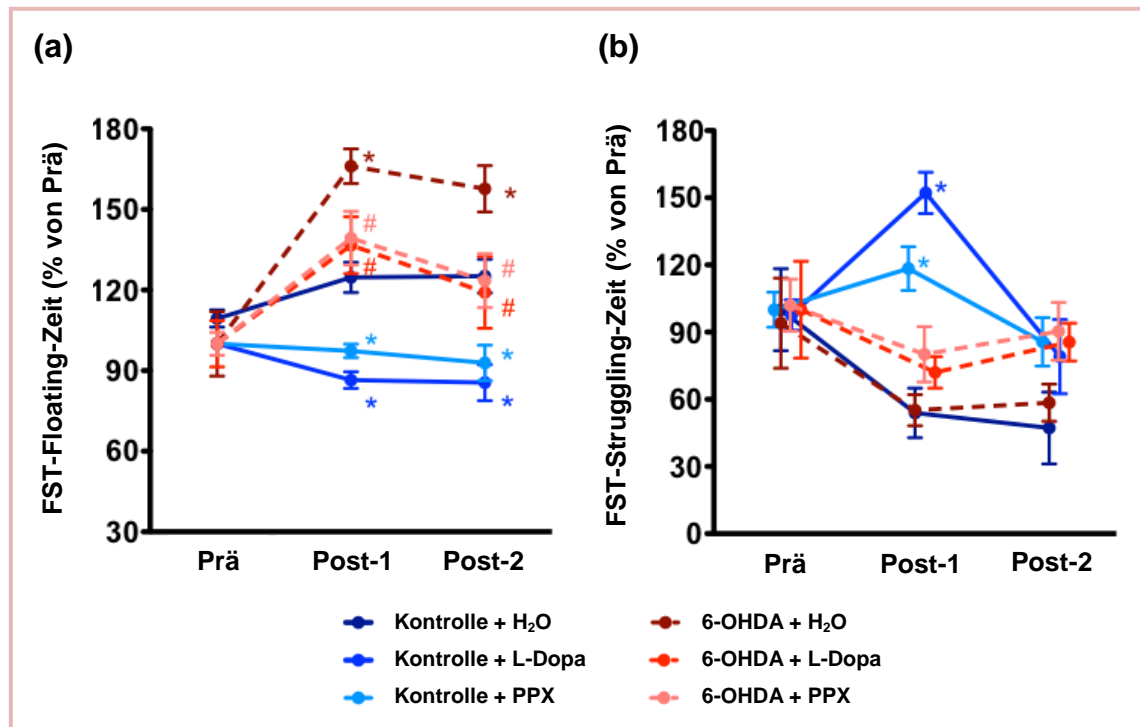 (a)
FST-Floating-Zeit (% von Prä)
180
150
120
90
60
30
*
*
#
#
#
#
*
*
*
*
Prä Post-1 Post-2
(b)
FST-Struggling-Zeit (% von Prä)
180
150
120
90
60
30
0
*
*
Prä Post-1 Post-2
Kontrolle + H₂O
Kontrolle + L-Dopa
Kontrolle + PPX
6-OHDA + H₂O
6-OHDA + L-Dopa
6-OHDA + PPX